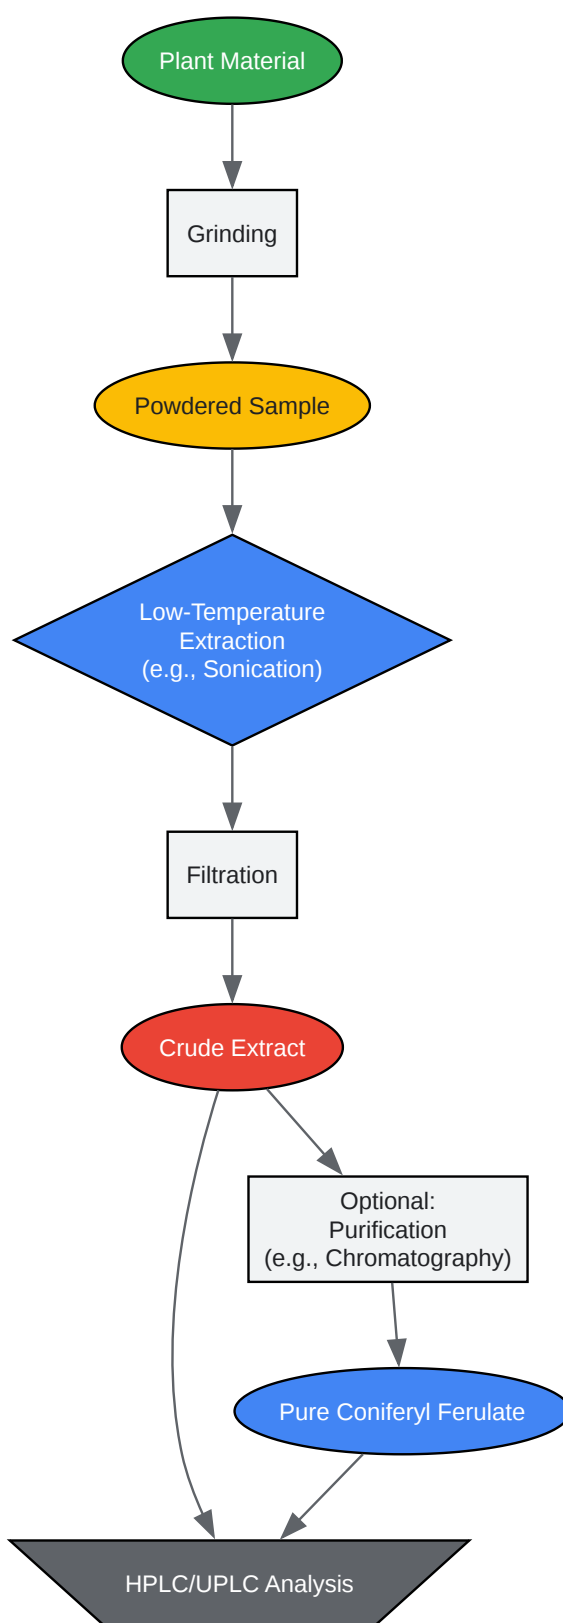 Plant Material
Grinding
Powdered Sample
Low-Temperature
Extraction
(e.g., Sonication)
Filtration
Crude Extract
Optional:
Purification
(e.g., Chromatography)
Pure Coniferyl Ferulate
HPLC/UPLC Analysis